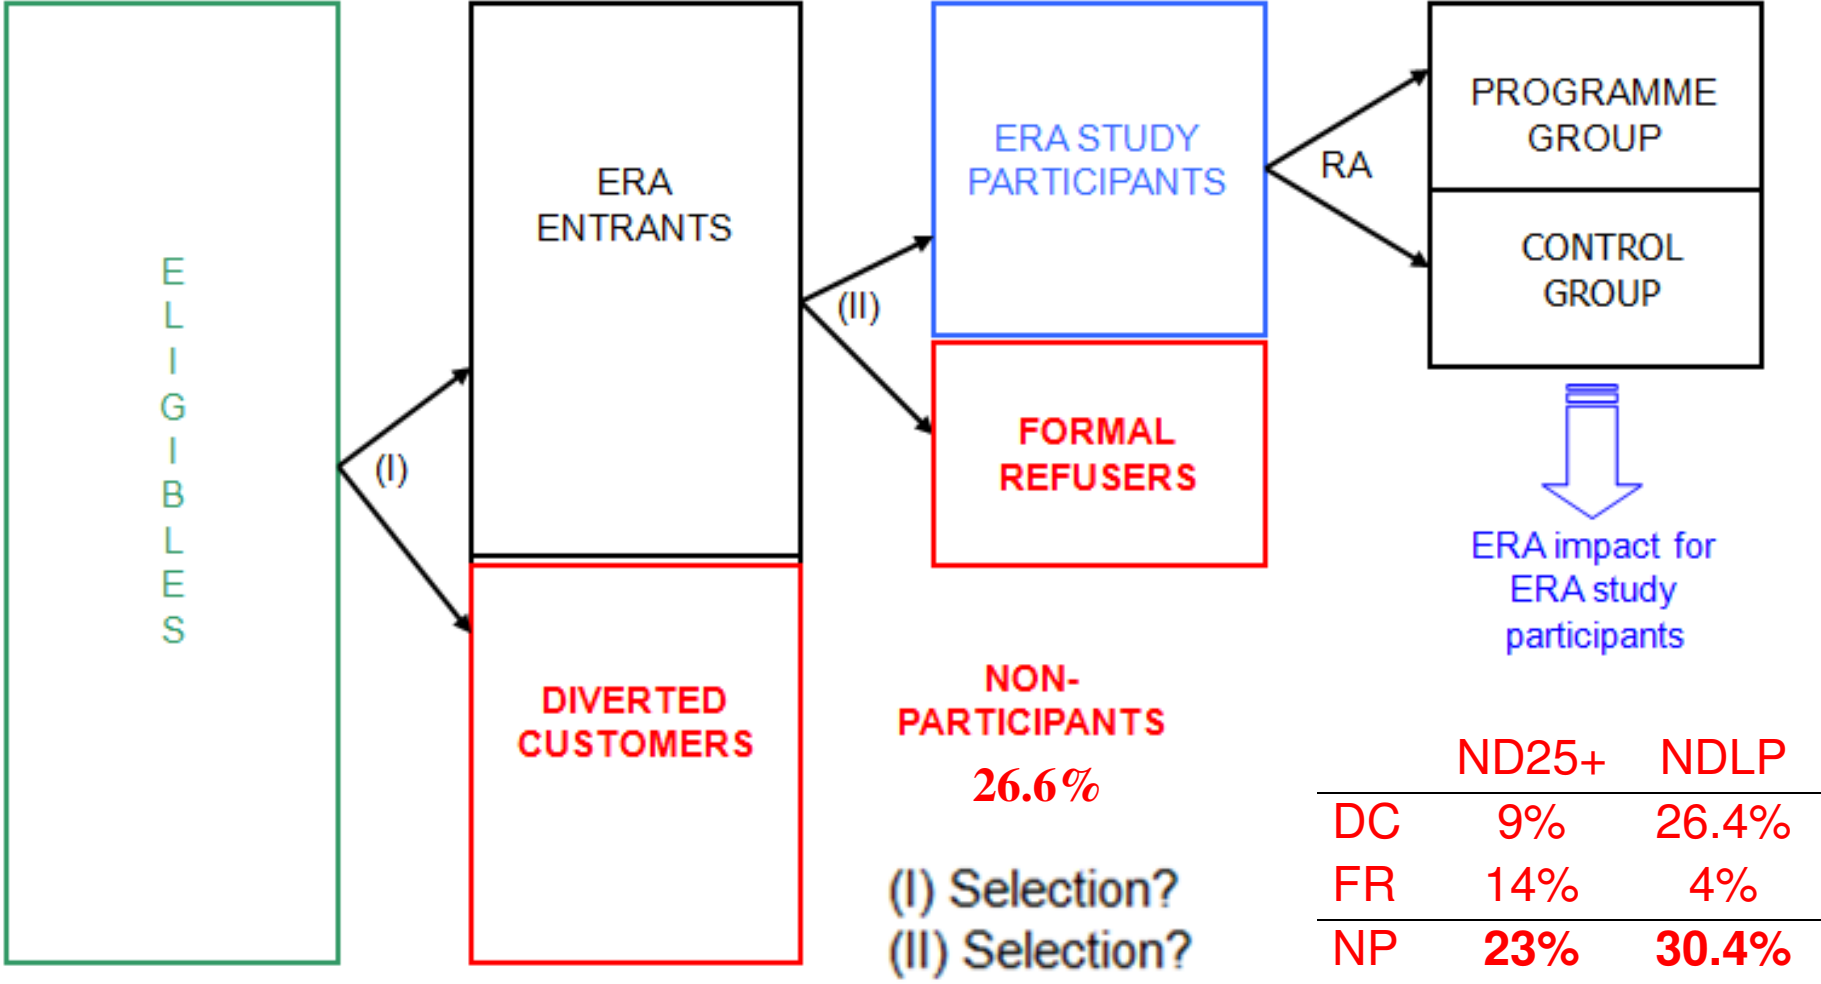 E
L
I
G
I
B
L
E
S
(I)
ERA
ENTRANTS
DIVERTED
CUSTOMERS
(II)
ERA STUDY
PARTICIPANTS
FORMAL
REFUSERS
NON-
PARTICIPANTS
26.6%
(I) Selection?
(II) Selection?
RA
PROGRAMME
GROUP
CONTROL
GROUP
ERA impact for
ERA study
participants
ND25+ NDLP
DC 9% 26.4%
FR 14% 4%
NP 23% 30.4%